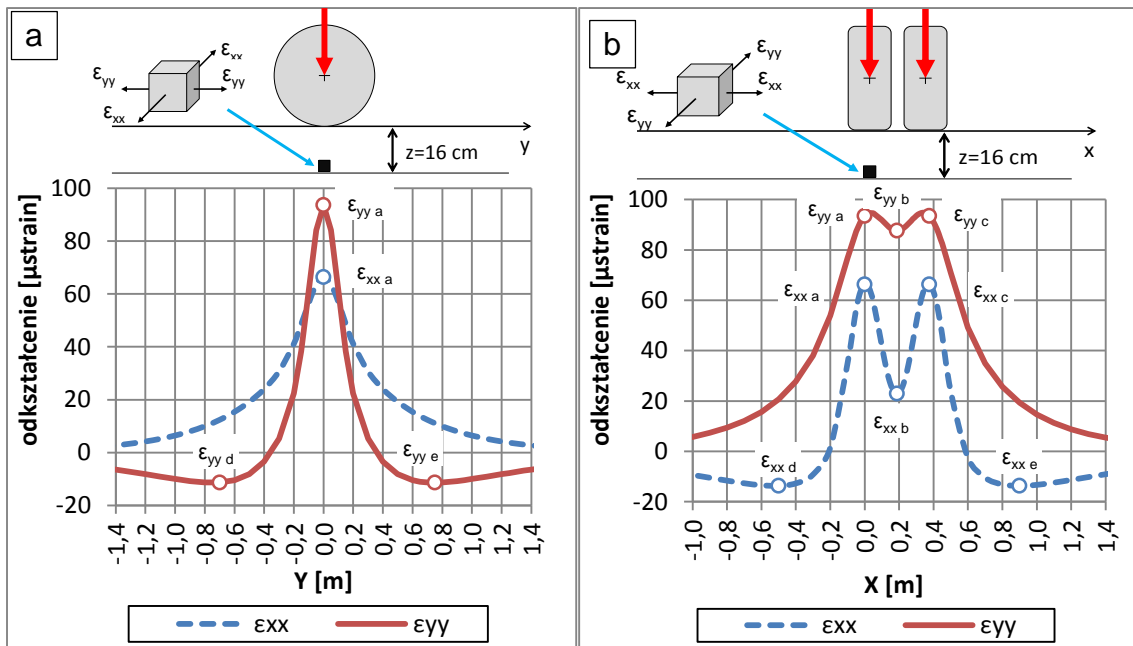 a
εxx
εyy
εyy
εxx
y
z=16 cm
εyy a
εxx a
εyy d
εyy e
odkształcenie [µstrain]
100
80
60
40
20
0
-20
-1,4
-1,2
-1,0
-0,8
-0,6
-0,4
-0,2
0,0
0,2
0,4
0,6
0,8
1,0
1,2
1,4
Y [m]
εxx
εyy
b
εyy
εxx
εxx
εyy
x
z=16 cm
εyy a
εyy b
εyy c
εxx a
εxx c
εxx b
εxx d
εxx e
odkształcenie [µstrain]
100
80
60
40
20
0
-20
-1,0
-0,8
-0,6
-0,4
-0,2
0,0
0,2
0,4
0,6
0,8
1,0
1,2
1,4
X [m]
εxx
εyy